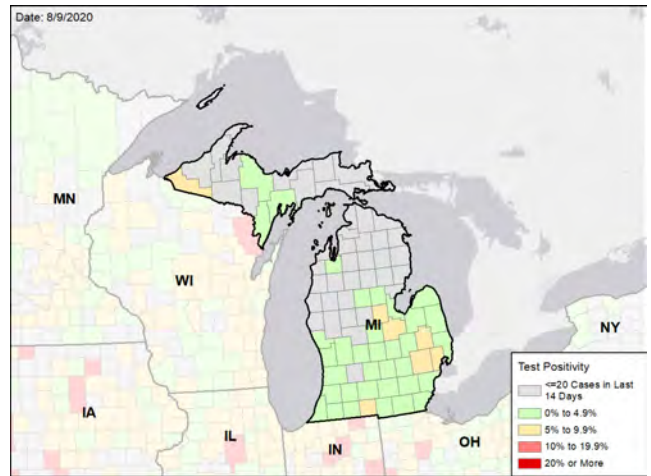 Date: 8/9/2020
MN
WI
MI
NY
IA
IL
IN
OH
Test Positivity
<=20 Cases in Last
14 Days
0% to 4.9%
5% to 9.9%
10% to 19.9%
20% or More